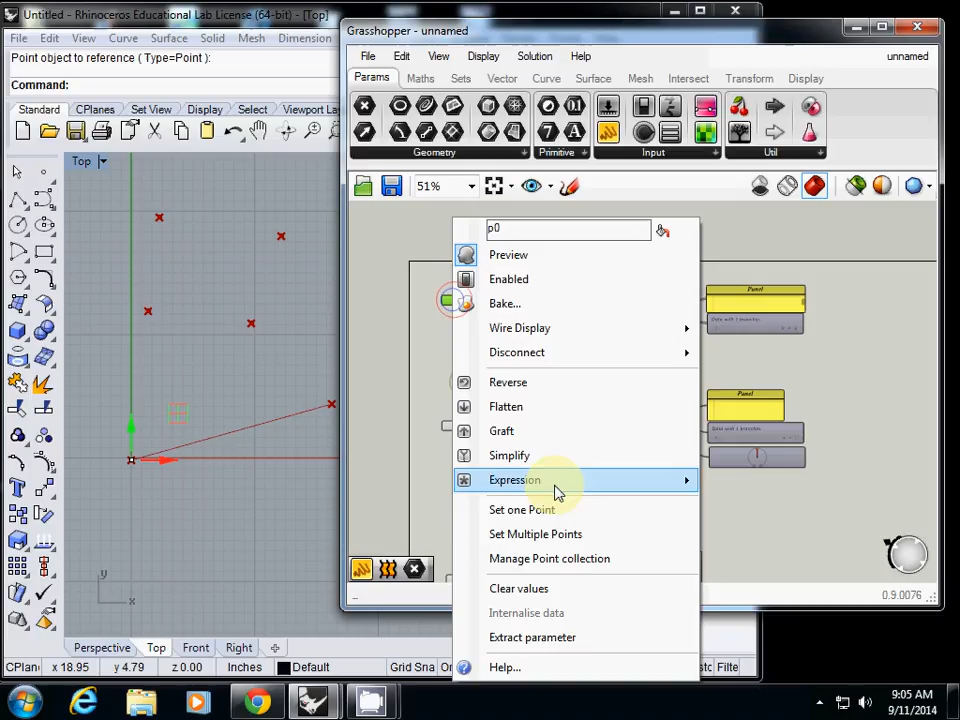 Untitled - Rhinoceros Educational Lab License (64-bit) - [Top]
File Edit View Curve Surface Solid Mesh Dimension
Point object to reference ( Type=Point ):
Command:
Standard CPlanes Set View Display Select Viewport Lay
Top
y
x
Perspective Top Front Right
CPlan x 18.95 y 4.79 z 0.00 Inches Default Grid Sna Or
Filte
Grasshopper - unnamed
File Edit View Display Solution Help unnamed
Params Maths Sets Vector Curve Surface Mesh Intersect Transform Display
Geometry Primitive Input Util
51%
p0
Preview
Enabled
Bake...
Wire Display
Disconnect
Reverse
Flatten
Graft
Simplify
Expression
Set one Point
Set Multiple Points
Manage Point collection
Clear values
Internalise data
Extract parameter
Help...
Panel
Panel
0.9.0076
9:05 AM
9/11/2014